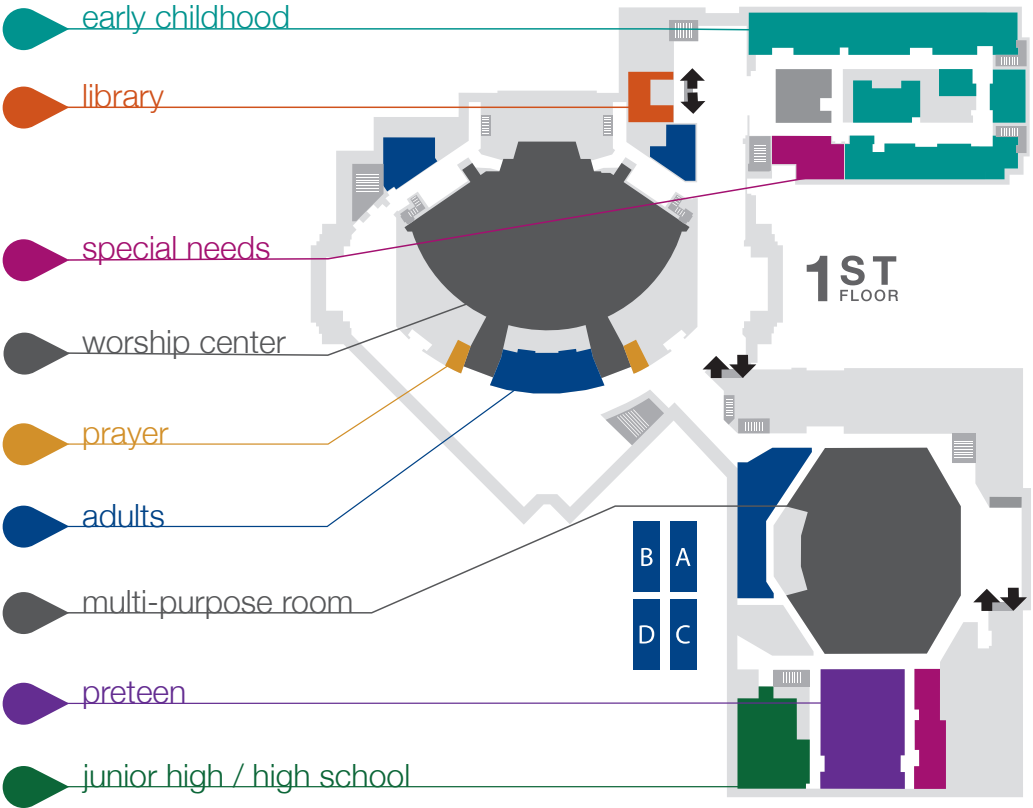 early childhood
library
special needs
1ST
FLOOR
worship center
prayer
adults
B A
D C
multi-purpose room
preteen
junior high / high school